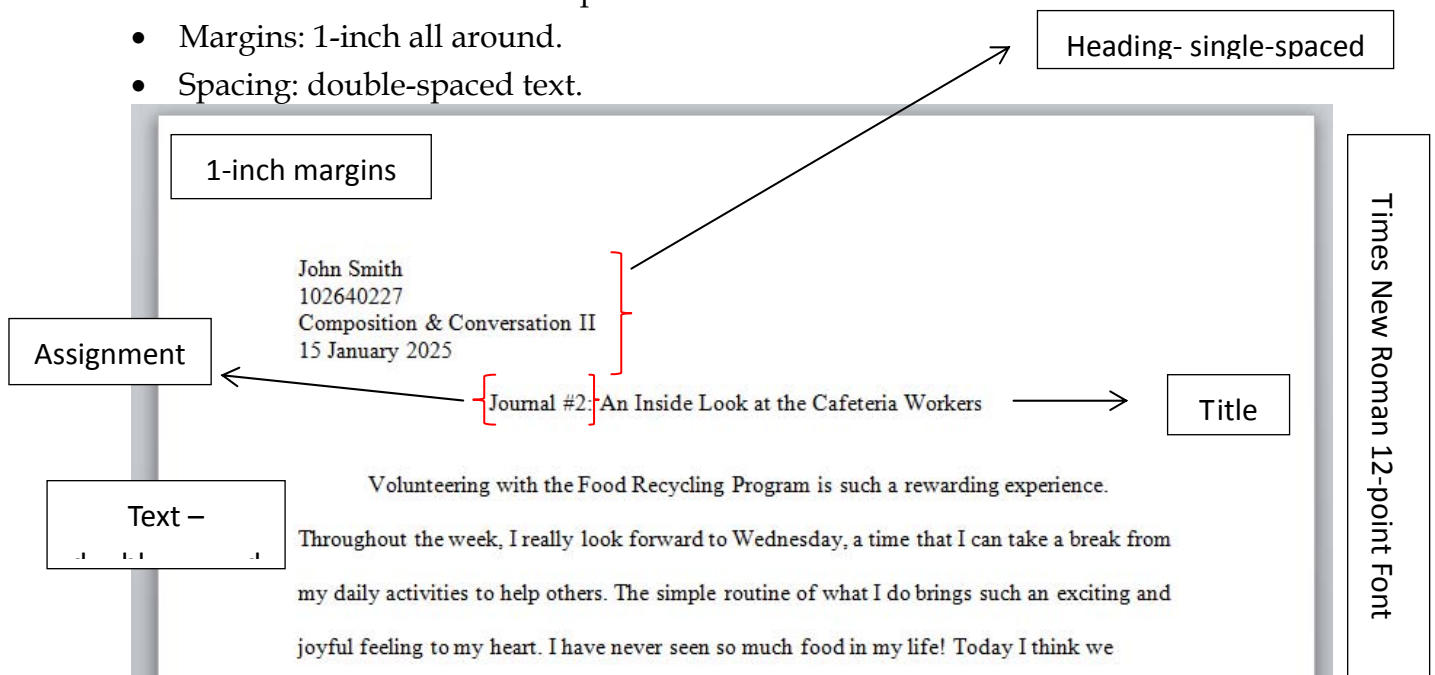 • Margins: 1-inch all around.
• Spacing: double-spaced text.
Heading- single-spaced
1-inch margins
Times New Roman 12-point Font
John Smith
102640227
Composition & Conversation II
15 January 2025
Assignment
Journal #2: An Inside Look at the Cafeteria Workers
Title
Text –
Volunteering with the Food Recycling Program is such a rewarding experience.
Throughout the week, I really look forward to Wednesday, a time that I can take a break from
my daily activities to help others. The simple routine of what I do brings such an exciting and
joyful feeling to my heart. I have never seen so much food in my life! Today I think we